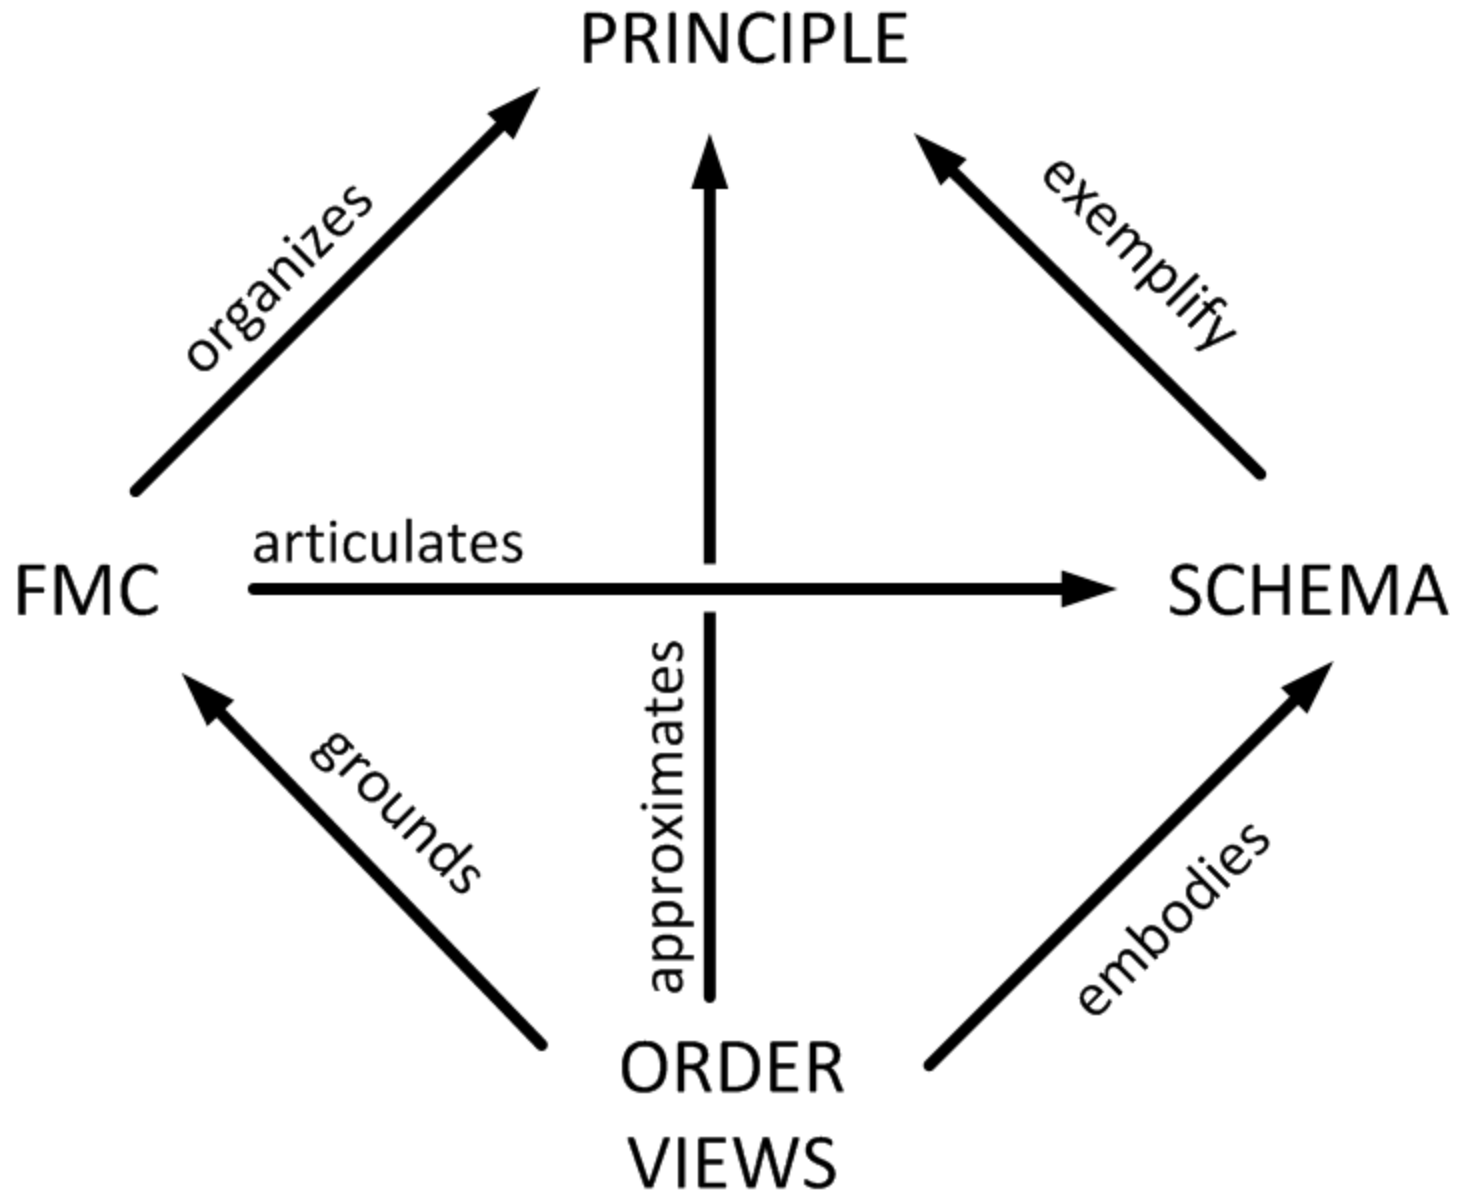 PRINCIPLE
organizes
exemplify
articulates
FMC
SCHEMA
approximates
grounds
embodies
ORDER
VIEWS